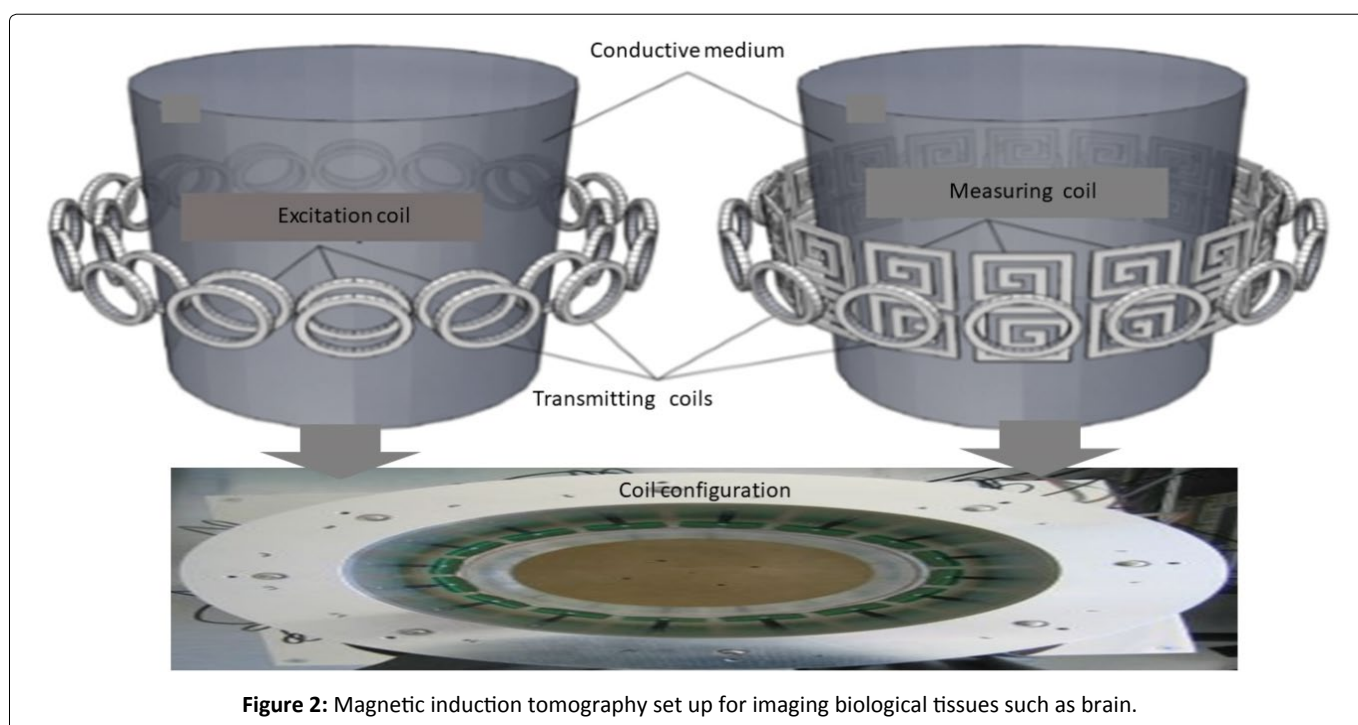 Conductive medium
Excitation coil
Measuring coil
Transmitting coils
Coil configuration
Figure 2: Magnetic induction tomography set up for imaging biological tissues such as brain.